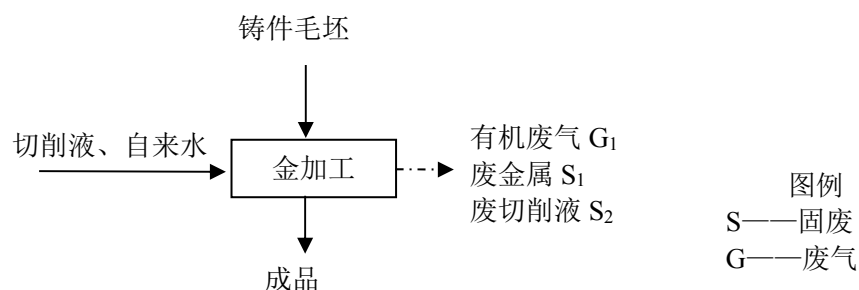 铸件毛坯
切削液、自来水
金加工
有机废气 G₁
废金属 S₁
废切削液 S₂
成品
图例
S——固废
G——废气